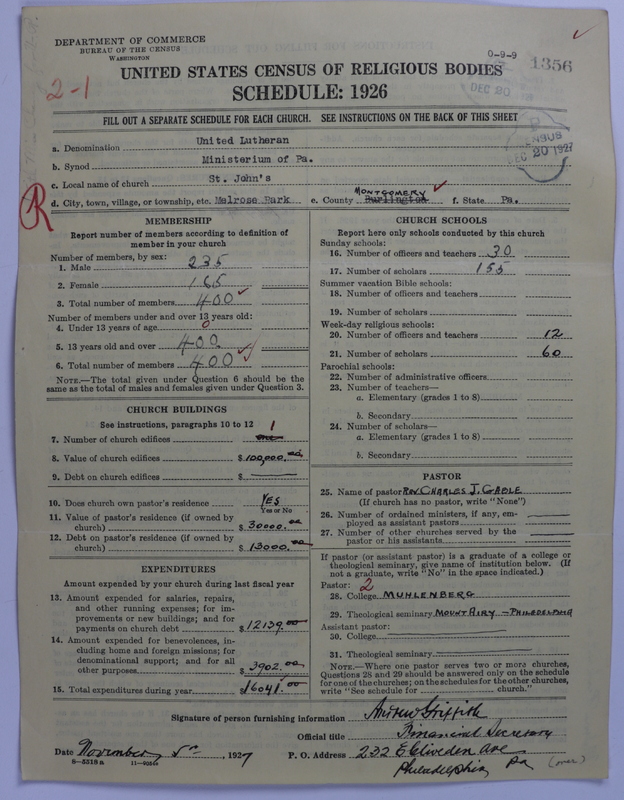 DEPARTMENT OF COMMERCE
BUREAU OF THE CENSUS
WASHINGTON
0-9-9
1356
2-1
UNITED STATES CENSUS OF RELIGIOUS BODIES
DEC 20
SCHEDULE: 1926
FILL OUT A SEPARATE SCHEDULE FOR EACH CHURCH. SEE INSTRUCTIONS ON THE BACK OF THIS SHEET
DEC 20 1927
a. Denomination United Lutheran
b. Synod Ministerium of Pa.
c. Local name of church St. John's
d. City, town, village, or township, etc. Melrose Park e. County Burlington MONTGOMERY f. State Pa.
R
MEMBERSHIP
Report number of members according to definition of
member in your church
Number of members, by sex:
1. Male 235
2. Female 165
3. Total number of members 400
Number of members under and over 13 years old:
4. Under 13 years of age 0
5. 13 years old and over 400
6. Total number of members 400
NOTE.—The total given under Question 6 should be the
same as the total of males and females given under Question 3.
CHURCH BUILDINGS
See instructions, paragraphs 10 to 12
7. Number of church edifices one 1
8. Value of church edifices $100,000.00
9. Debt on church edifices $
10. Does church own pastor's residence YES
Yes or No
11. Value of pastor's residence (if owned by
church) $30000.00
12. Debt on pastor's residence (if owned by
church) $13000.00
EXPENDITURES
Amount expended by your church during last fiscal year
13. Amount expended for salaries, repairs,
and other running expenses; for im-
provements or new buildings; and for
payments on church debt $12139.00
14. Amount expended for benevolences, in-
cluding home and foreign missions; for
denominational support; and for all
other purposes $3902.00
15. Total expenditures during year $16041.00
CHURCH SCHOOLS
Report here only schools conducted by this church
Sunday schools:
16. Number of officers and teachers 30
17. Number of scholars 155
Summer vacation Bible schools:
18. Number of officers and teachers
19. Number of scholars
Week-day religious schools:
20. Number of officers and teachers 12
21. Number of scholars 60
Parochial schools:
22. Number of administrative officers
23. Number of teachers—
a. Elementary (grades 1 to 8)
b. Secondary
24. Number of scholars—
a. Elementary (grades 1 to 8)
b. Secondary
PASTOR
25. Name of pastor REV. CHARLES J. GABLE
(If church has no pastor, write "None")
26. Number of ordained ministers, if any, em-
ployed as assistant pastors
27. Number of other churches served by the
pastor or his assistants
If pastor (or assistant pastor) is a graduate of a college or
theological seminary, give name of institution below. (If
not a graduate, write "No" in the space indicated.)
Pastor: 2
28. College MUHLENBERG
29. Theological seminary MOUNT AIRY - PHILADELPHIA
Assistant pastor:
30. College
31. Theological seminary
NOTE.—Where one pastor serves two or more churches,
Questions 28 and 29 should be answered only on the schedule
for one of the churches; on the schedules for the other churches,
write "See schedule for church."
Signature of person furnishing information Andrew Griffith
Official title Financial Secretary
Date November 5th, 1927 P. O. Address 232 E Cliveden Ave
8—5518a Philadelphia Pa (over)